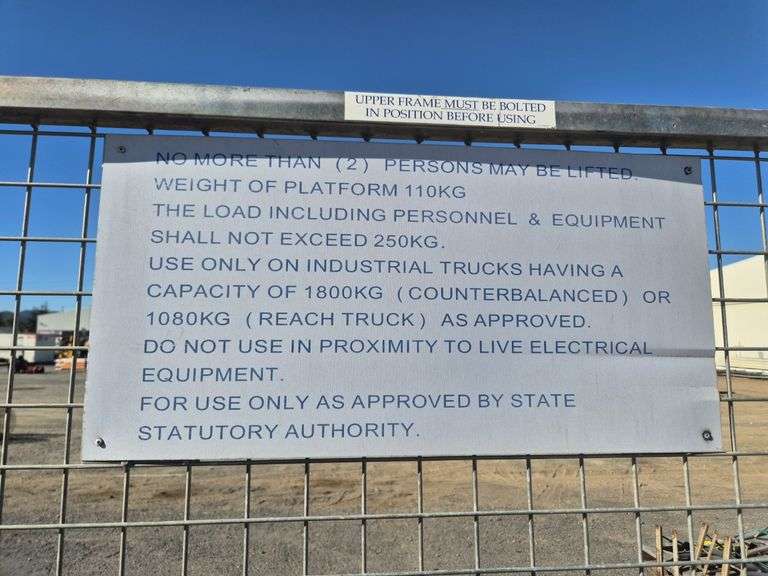 UPPER FRAME MUST BE BOLTED
IN POSITION BEFORE USING
NO MORE THAN (2) PERSONS MAY BE LIFTED.
WEIGHT OF PLATFORM 110KG
THE LOAD INCLUDING PERSONNEL & EQUIPMENT
SHALL NOT EXCEED 250KG.
USE ONLY ON INDUSTRIAL TRUCKS HAVING A
CAPACITY OF 1800KG (COUNTERBALANCED) OR
1080KG (REACH TRUCK) AS APPROVED.
DO NOT USE IN PROXIMITY TO LIVE ELECTRICAL
EQUIPMENT.
FOR USE ONLY AS APPROVED BY STATE
STATUTORY AUTHORITY.